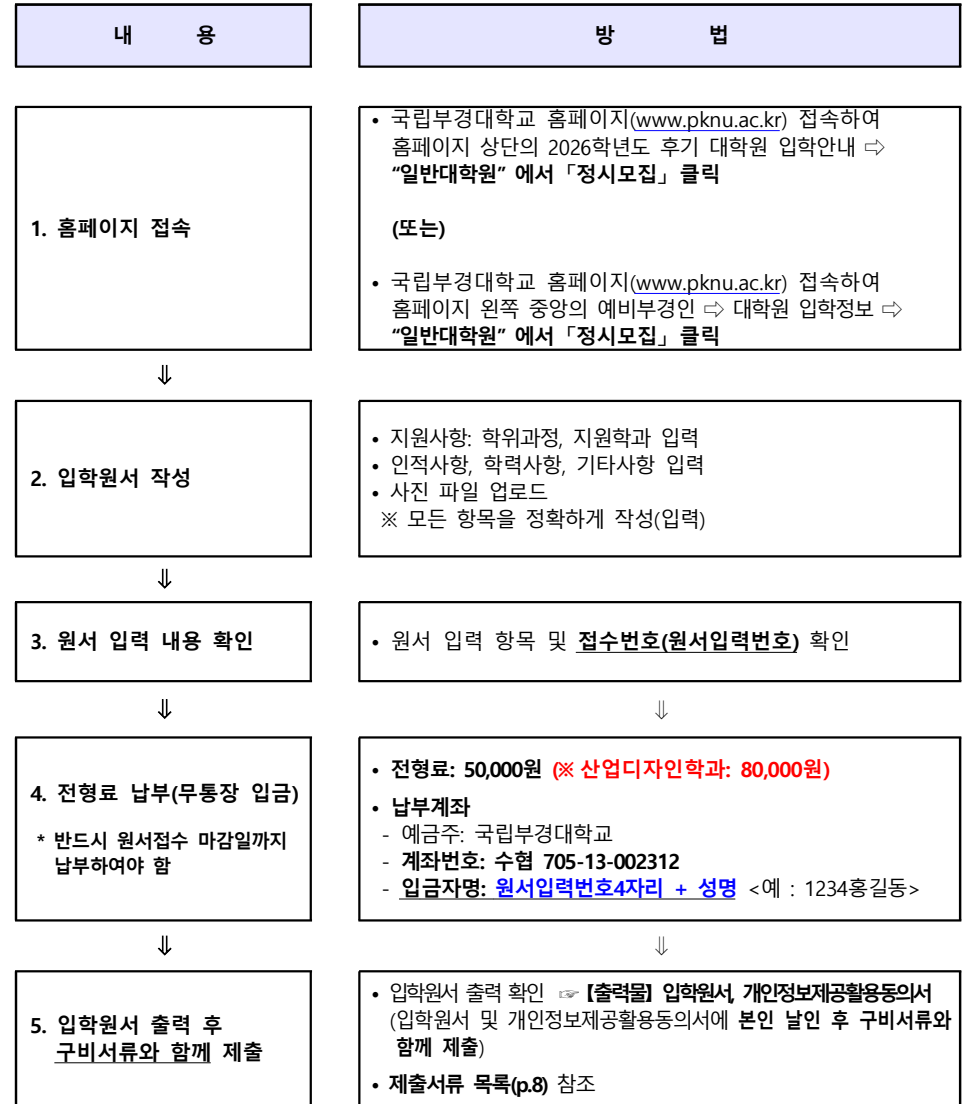 내 용
방 법
1. 홈페이지 접속
• 국립부경대학교 홈페이지(www.pknu.ac.kr) 접속하여
홈페이지 상단의 2026학년도 후기 대학원 입학안내 ⇨
“일반대학원” 에서「정시모집」클릭
(또는)
• 국립부경대학교 홈페이지(www.pknu.ac.kr) 접속하여
홈페이지 왼쪽 중앙의 예비부경인 ⇨ 대학원 입학정보 ⇨
“일반대학원” 에서「정시모집」클릭
⇓
2. 입학원서 작성
• 지원사항: 학위과정, 지원학과 입력
• 인적사항, 학력사항, 기타사항 입력
• 사진 파일 업로드
※ 모든 항목을 정확하게 작성(입력)
⇓
3. 원서 입력 내용 확인
• 원서 입력 항목 및 접수번호(원서입력번호) 확인
⇓ ⇓
4. 전형료 납부(무통장 입금)
* 반드시 원서접수 마감일까지
납부하여야 함
• 전형료: 50,000원 (※ 산업디자인학과: 80,000원)
• 납부계좌
- 예금주: 국립부경대학교
- 계좌번호: 수협 705-13-002312
- 입금자명: 원서입력번호4자리 + 성명 <예 : 1234홍길동>
⇓ ⇓
5. 입학원서 출력 후
구비서류와 함께 제출
• 입학원서 출력 확인 ☞【출력물】입학원서, 개인정보제공활용동의서
(입학원서 및 개인정보제공활용동의서에 본인 날인 후 구비서류와
함께 제출)
• 제출서류 목록(p.8) 참조